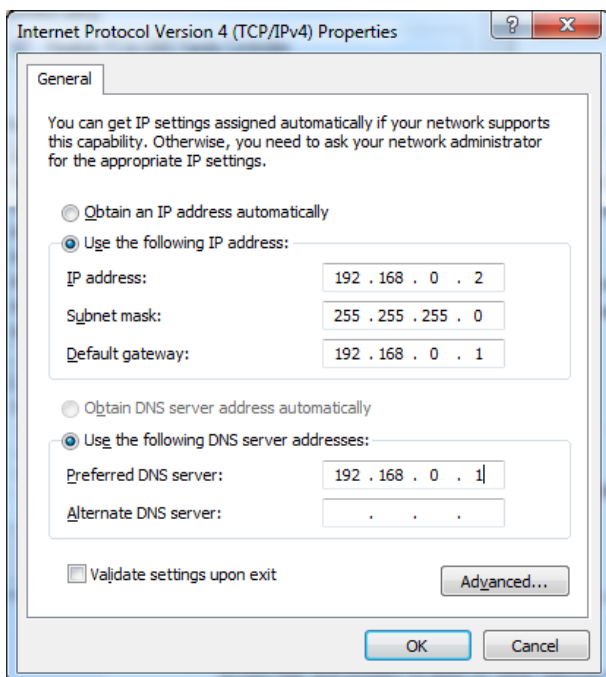 Internet Protocol Version 4 (TCP/IPv4) Properties
General
You can get IP settings assigned automatically if your network supports
this capability. Otherwise, you need to ask your network administrator
for the appropriate IP settings.
Obtain an IP address automatically
Use the following IP address:
IP address: 192 . 168 . 0 . 2
Subnet mask: 255 . 255 . 255 . 0
Default gateway: 192 . 168 . 0 . 1
Obtain DNS server address automatically
Use the following DNS server addresses:
Preferred DNS server: 192 . 168 . 0 . 1
Alternate DNS server: . . .
Validate settings upon exit
Advanced...
OK Cancel